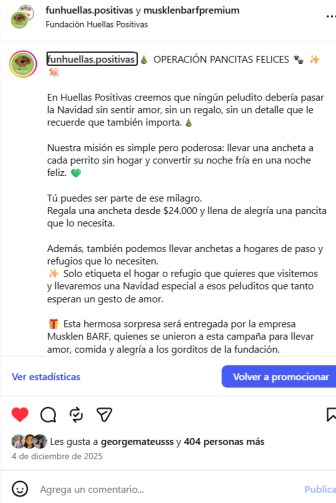 funhuellas.positivas y musklenbarfpremium
Fundación Huellas Positivas
funhuellas.positivas 🎄 OPERACIÓN PANCITAS FELICES 🐾 ✨
🐕
En Huellas Positivas creemos que ningún peludito debería pasar
la Navidad sin sentir amor, sin un regalo, sin un detalle que le
recuerde que también importa. 🎄
Nuestra misión es simple pero poderosa: llevar una ancheta a
cada perrito sin hogar y convertir su noche fría en una noche
feliz. 💚
Tú puedes ser parte de ese milagro.
Regala una ancheta desde $24.000 y llena de alegría una pancita
que lo necesita.
Además, también podemos llevar anchetas a hogares de paso y
refugios que lo necesiten.
✨ Solo etiqueta el hogar o refugio que quieres que visitemos
y llevaremos una Navidad especial a esos peluditos que tanto
esperan un gesto de amor.
🎁 Esta hermosa sorpresa será entregada por la empresa
Musklen BARF, quienes se unieron a esta campaña para llevar
amor, comida y alegría a los gorditos de la fundación.
Ver estadísticas
Volver a promocionar
Les gusta a georgemateusss y 404 personas más
4 de diciembre de 2025
Agrega un comentario...
Publica